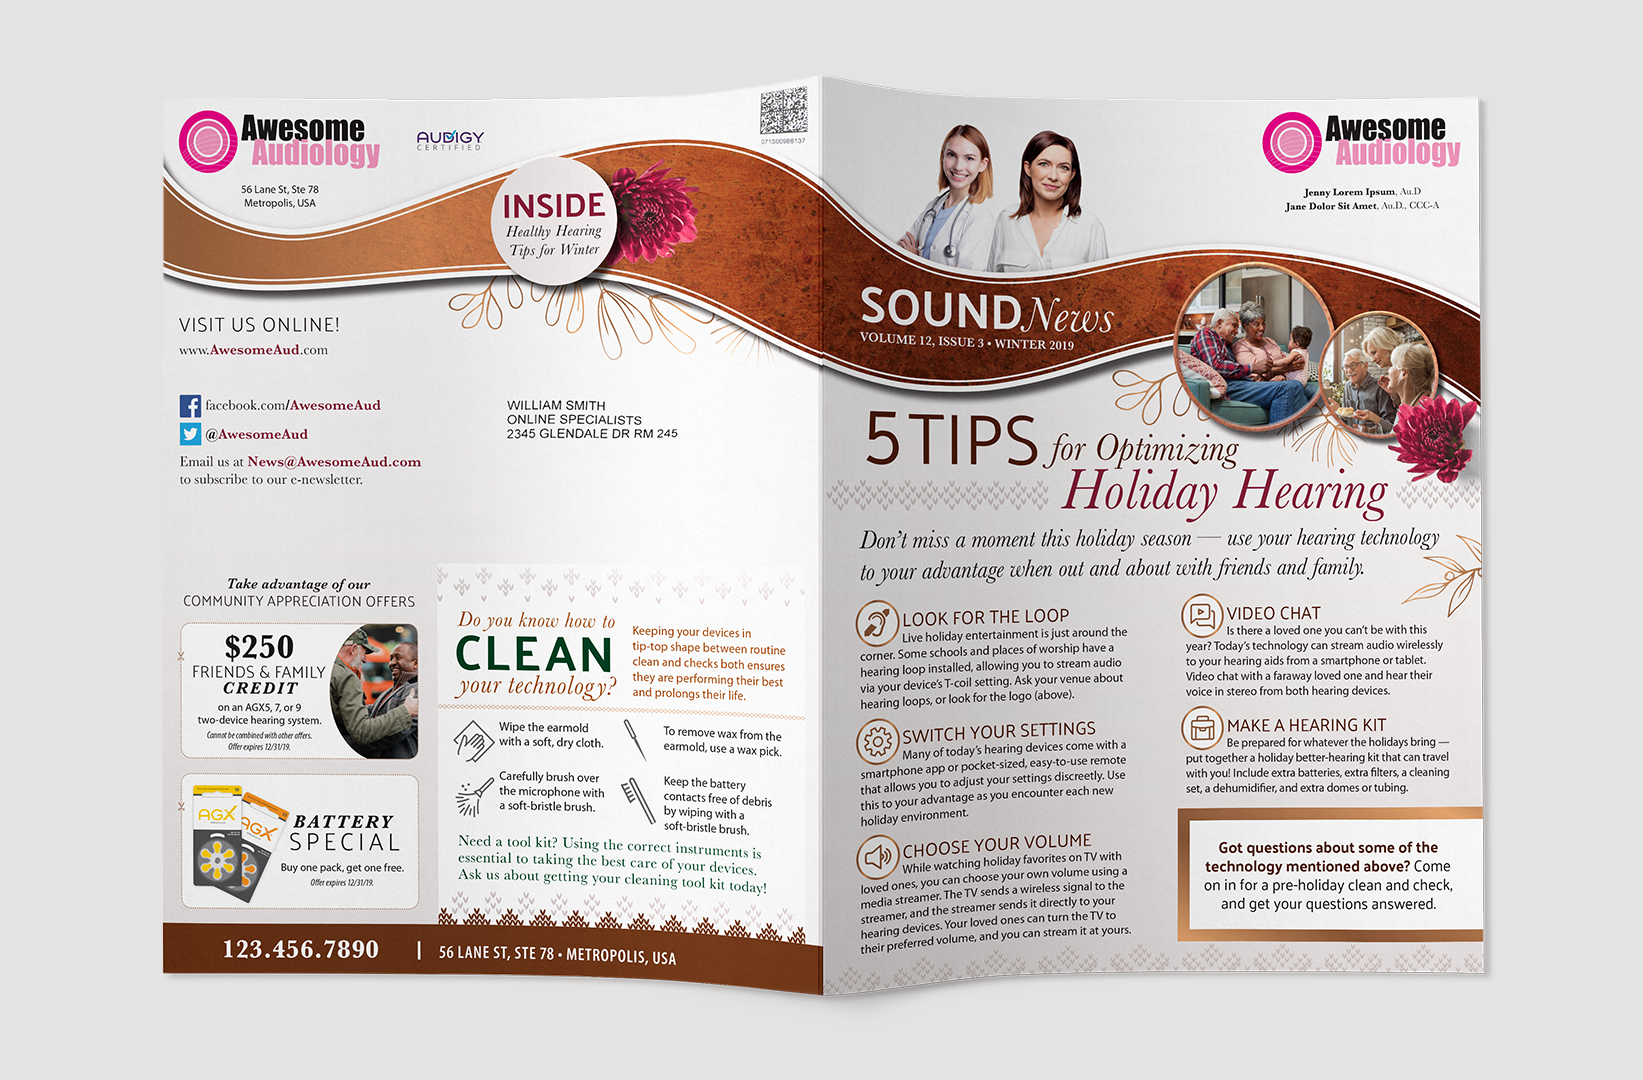 Awesome
Audiology
AUDIGY
CERTIFIED
56 Lane St, Ste 78
Metropolis, USA
071S00986137
INSIDE
Healthy Hearing
Tips for Winter
VISIT US ONLINE!
www.AwesomeAud.com
facebook.com/AwesomeAud
@AwesomeAud
Email us at News@AwesomeAud.com
to subscribe to our e-newsletter.
WILLIAM SMITH
ONLINE SPECIALISTS
2345 GLENDALE DR RM 245
Take advantage of our
COMMUNITY APPRECIATION OFFERS
$250
FRIENDS & FAMILY
CREDIT
on an AGX5, 7, or 9
two-device hearing system.
Cannot be combined with other offers.
Offer expires 12/31/19.
AGX
AGX
BATTERY
SPECIAL
Buy one pack, get one free.
Offer expires 12/31/19.
Do you know how to
CLEAN
your technology?
Keeping your devices in
tip-top shape between routine
clean and checks both ensures
they are performing their best
and prolongs their life.
Wipe the earmold
with a soft, dry cloth.
To remove wax from the
earmold, use a wax pick.
Carefully brush over
the microphone with
a soft-bristle brush.
Keep the battery
contacts free of debris
by wiping with a
soft-bristle brush.
Need a tool kit? Using the correct instruments is
essential to taking the best care of your devices.
Ask us about getting your cleaning tool kit today!
123.456.7890 | 56 LANE ST, STE 78 • METROPOLIS, USA
Awesome
Audiology
Jenny Lorem Ipsum, Au.D
Jane Dolor Sit Amet, Au.D., CCC-A
SOUND News
VOLUME 12, ISSUE 3 • WINTER 2019
5 TIPS for Optimizing
Holiday Hearing
Don't miss a moment this holiday season — use your hearing technology
to your advantage when out and about with friends and family.
LOOK FOR THE LOOP
Live holiday entertainment is just around the
corner. Some schools and places of worship have a
hearing loop installed, allowing you to stream audio
via your device's T-coil setting. Ask your venue about
hearing loops, or look for the logo (above).
SWITCH YOUR SETTINGS
Many of today's hearing devices come with a
smartphone app or pocket-sized, easy-to-use remote
that allows you to adjust your settings discreetly. Use
this to your advantage as you encounter each new
holiday environment.
CHOOSE YOUR VOLUME
While watching holiday favorites on TV with
loved ones, you can choose your own volume using a
media streamer. The TV sends a wireless signal to the
streamer, and the streamer sends it directly to your
hearing devices. Your loved ones can turn the TV to
their preferred volume, and you can stream it at yours.
VIDEO CHAT
Is there a loved one you can't be with this
year? Today's technology can stream audio wirelessly
to your hearing aids from a smartphone or tablet.
Video chat with a faraway loved one and hear their
voice in stereo from both hearing devices.
MAKE A HEARING KIT
Be prepared for whatever the holidays bring —
put together a holiday better-hearing kit that can travel
with you! Include extra batteries, extra filters, a cleaning
set, a dehumidifier, and extra domes or tubing.
Got questions about some of the
technology mentioned above? Come
on in for a pre-holiday clean and check,
and get your questions answered.